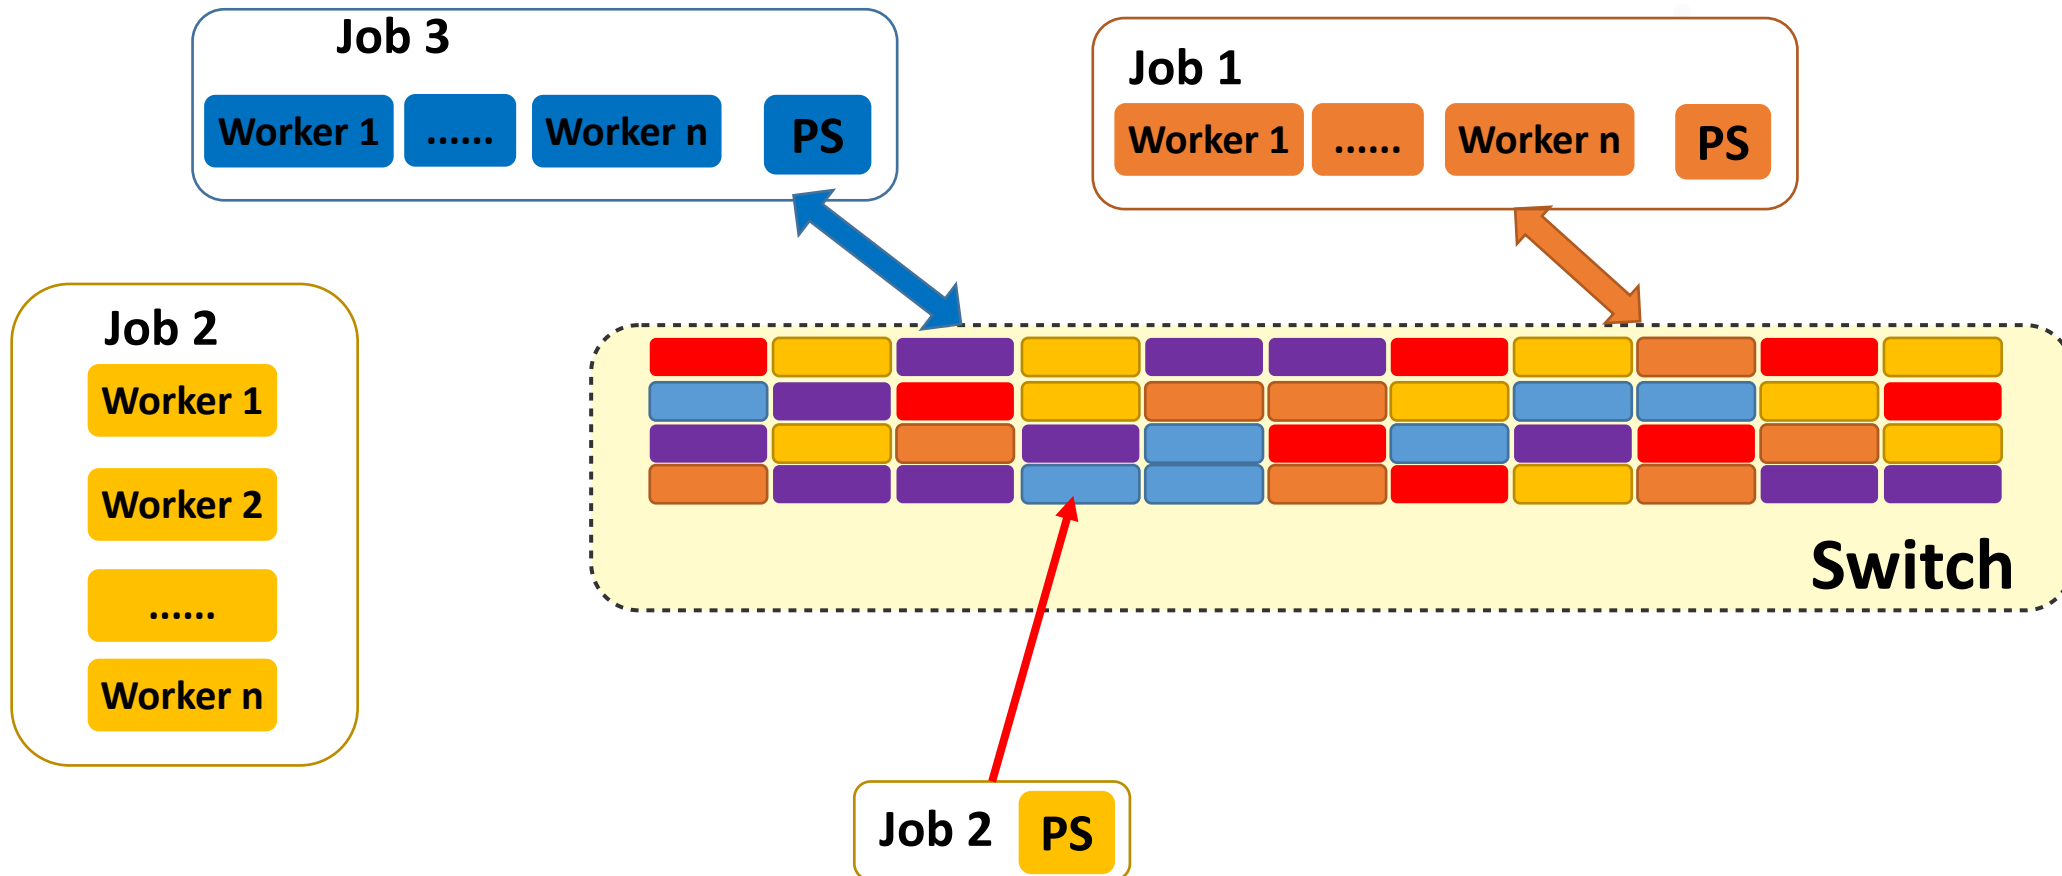 Job 3
Worker 1 ...... Worker n PS
Job 1
Worker 1 ...... Worker n PS
Job 2
Worker 1
Worker 2
......
Worker n
Switch
Job 2 PS